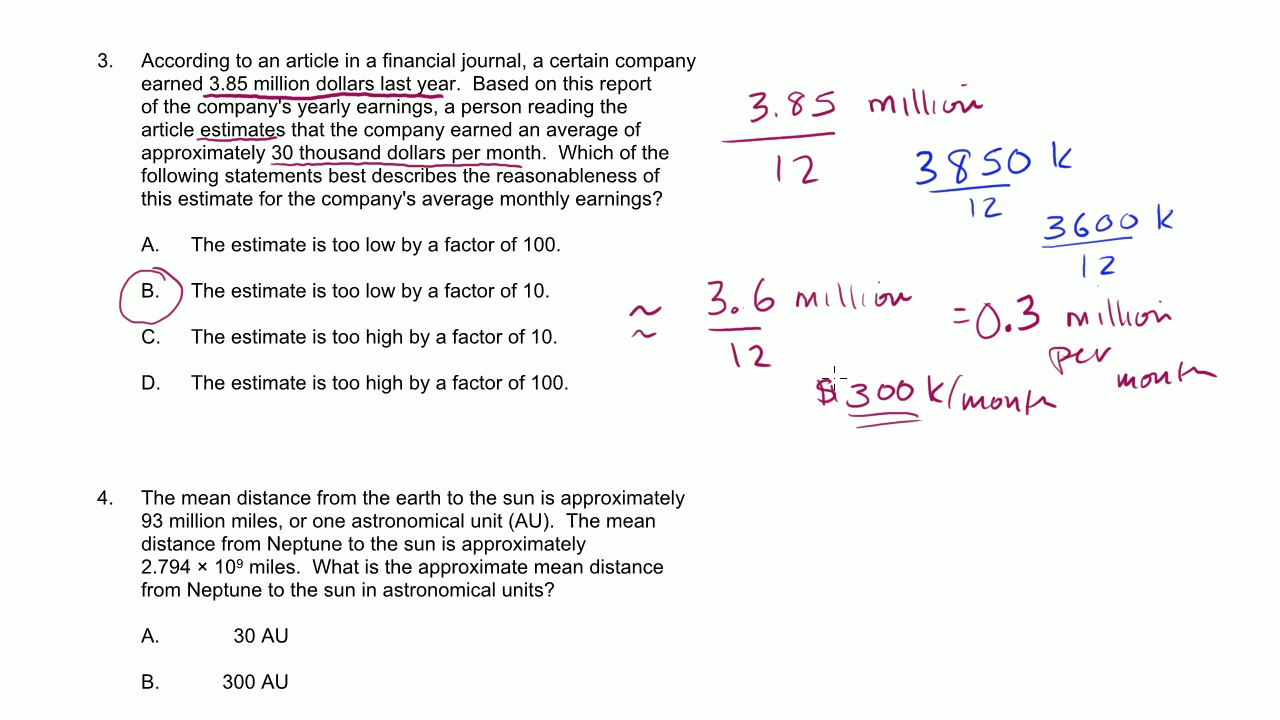 3. According to an article in a financial journal, a certain company
earned 3.85 million dollars last year. Based on this report
of the company's yearly earnings, a person reading the
article estimates that the company earned an average of
approximately 30 thousand dollars per month. Which of the
following statements best describes the reasonableness of
this estimate for the company's average monthly earnings?
A. The estimate is too low by a factor of 100.
B. The estimate is too low by a factor of 10.
C. The estimate is too high by a factor of 10.
D. The estimate is too high by a factor of 100.
3.85 million
12
3850 k
12
3600 k
12
≈ 3.6 million
12
= 0.3 million
per
month
$300 k/month
4. The mean distance from the earth to the sun is approximately
93 million miles, or one astronomical unit (AU). The mean
distance from Neptune to the sun is approximately
2.794 × 10⁹ miles. What is the approximate mean distance
from Neptune to the sun in astronomical units?
A. 30 AU
B. 300 AU